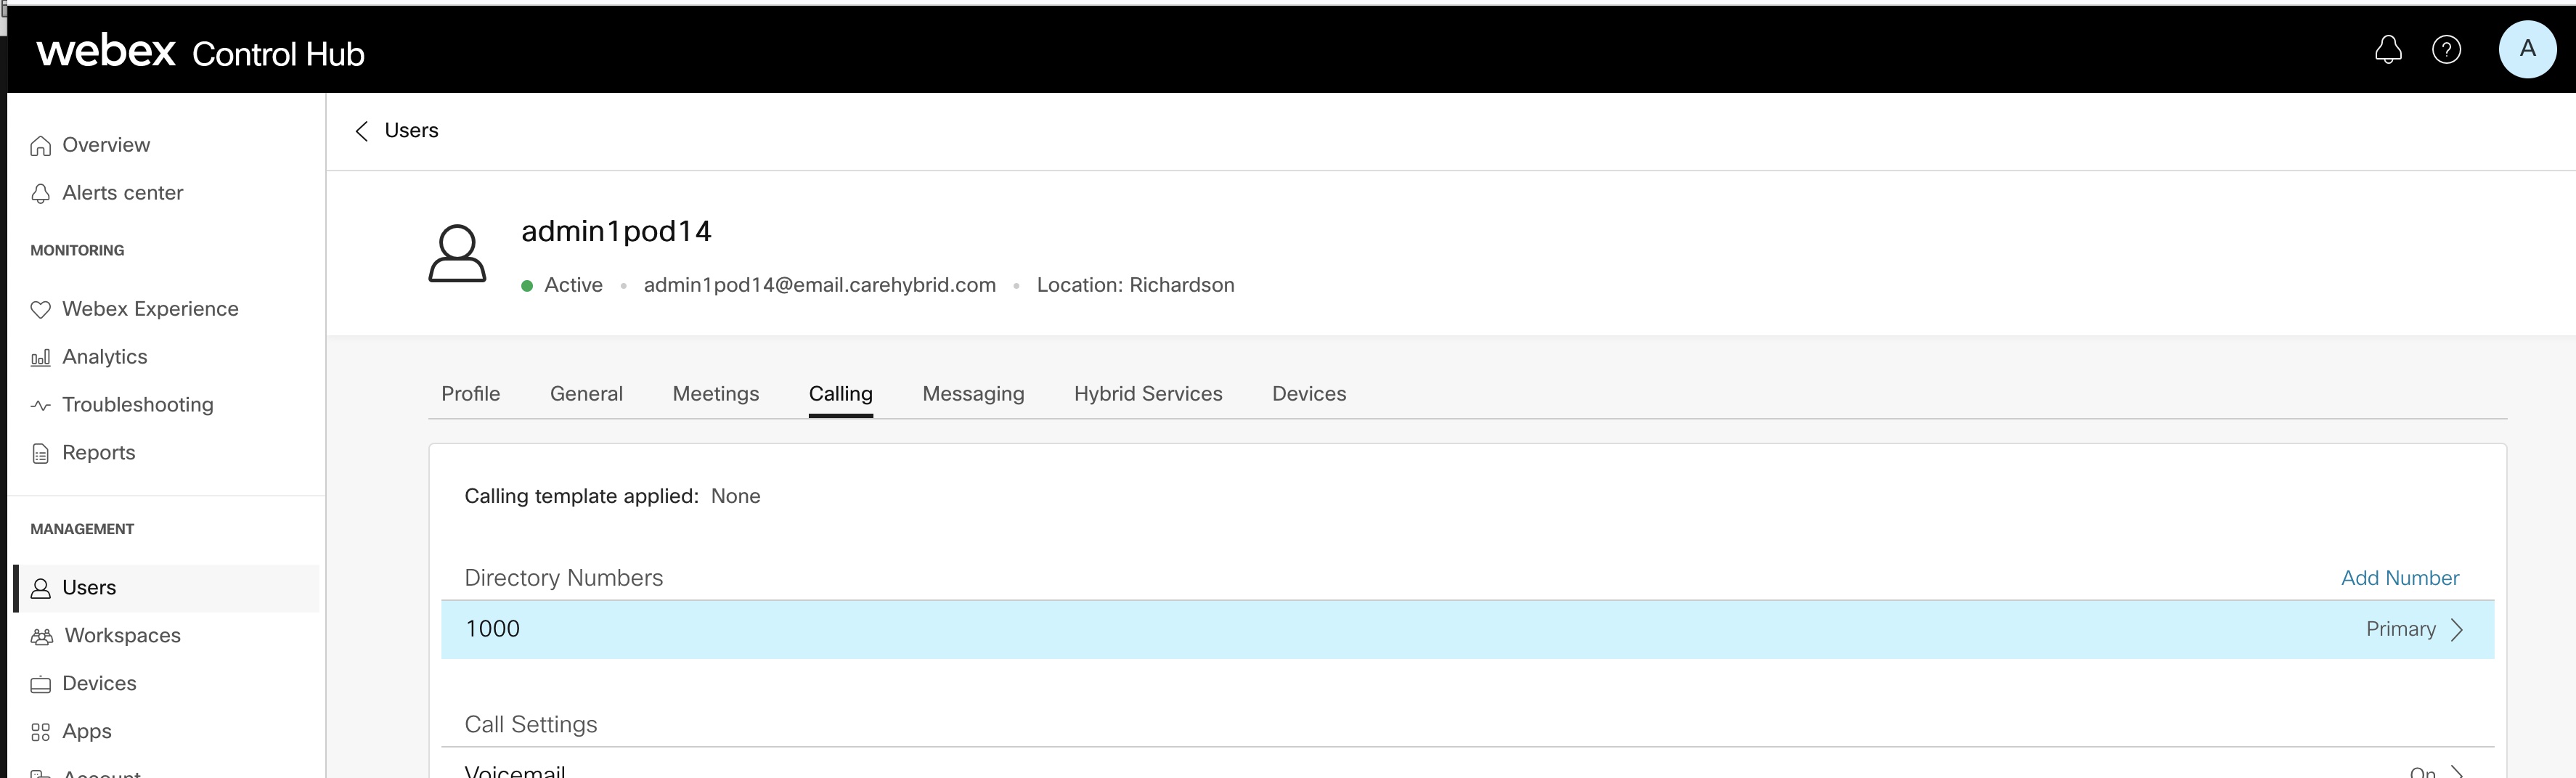 webex Control Hub
A
Overview
Alerts center
MONITORING
Webex Experience
Analytics
Troubleshooting
Reports
MANAGEMENT
Users
Workspaces
Devices
Apps
Account
Users
admin1pod14
Active • admin1pod14@email.carehybrid.com • Location: Richardson
Profile General Meetings Calling Messaging Hybrid Services Devices
Calling template applied: None
Directory Numbers Add Number
1000 Primary
Call Settings
Voicemail On